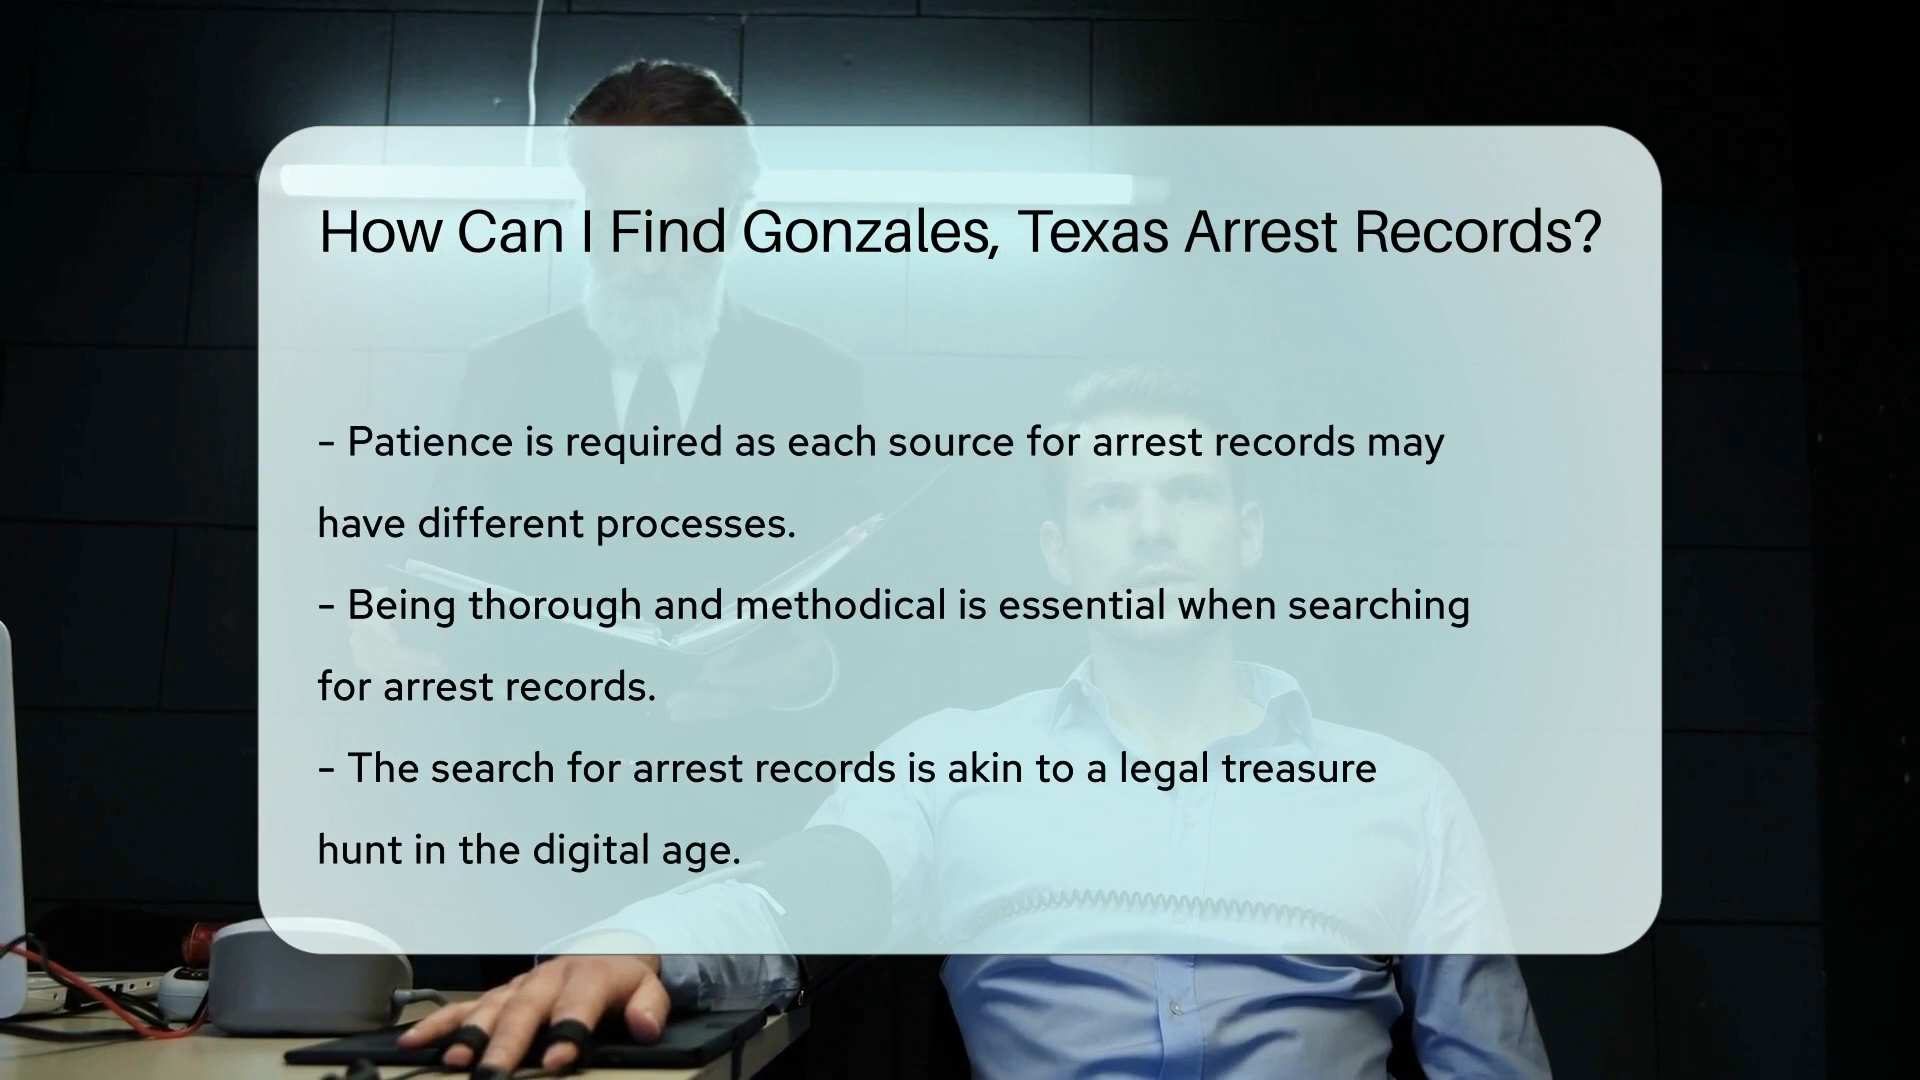 How Can I Find Gonzales, Texas Arrest Records?
– Patience is required as each source for arrest records may
have different processes.
– Being thorough and methodical is essential when searching
for arrest records.
– The search for arrest records is akin to a legal treasure
hunt in the digital age.